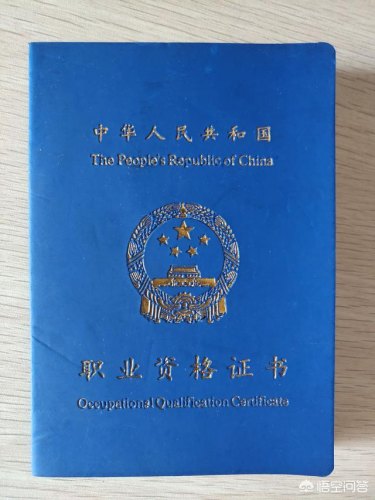 中华人民共和国
The People's Republic of China
职业资格证书
Occupational Qualification Certificate
悟空问答